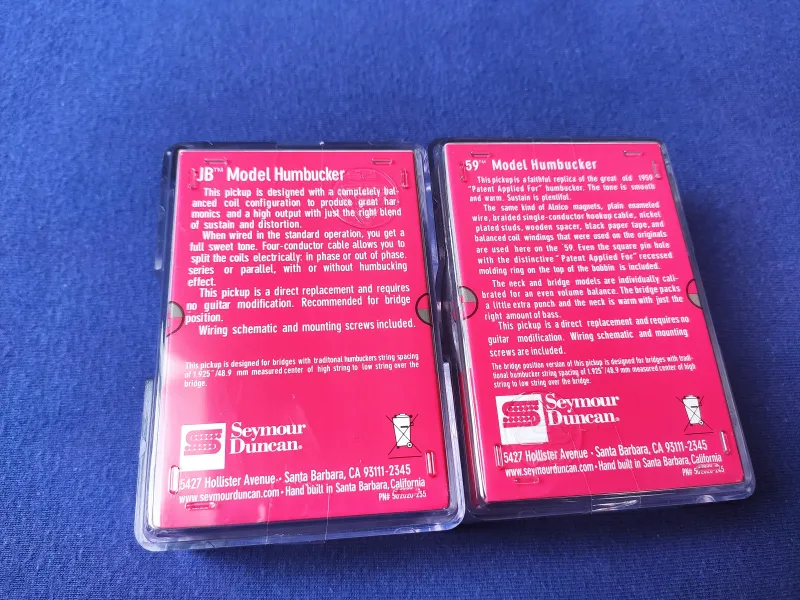 JB™ Model Humbucker
This pickup is designed with a completely bal-
anced coil configuration to produce great har-
monics and a high output with just the right blend
of sustain and distortion.
When wired in the standard operation, you get a
full sweet tone. Four-conductor cable allows you to
split the coils electrically: in phase or out of phase.
series or parallel, with or without humbucking
effect.
This pickup is a direct replacement and requires
no guitar modification. Recommended for bridge
position.
Wiring schematic and mounting screws included.
This pickup is designed for bridges with traditonal humbuckers string spacing
of 1.925"/48.9 mm measured center of high string to low string over the
bridge.
Seymour
Duncan®
5427 Hollister Avenue • Santa Barbara, CA 93111-2345
www.seymourduncan.com • Hand built in Santa Barbara, California
PN# 502020-235
59™ Model Humbucker
This pickup is a faithful replica of the great old 1959
"Patent Applied For" humbucker. The tone is smooth
and warm. Sustain is plentiful.
The same kind of Alnico magnets, plain enameled
wire, braided single-conductor hookup cable, nickel
plated studs, wooden spacer, black paper tape, and
balanced coil windings that were used on the originals
are used here on the '59. Even the square pin hole
with the distinctive "Patent Applied For" recessed
molding ring on the top of the bobbin is included.
The neck and bridge models are individually cali-
brated for an even volume balance. The bridge packs
a little extra punch and the neck is warm with just the
right amount of bass.
This pickup is a direct replacement and requires no
guitar modification. Wiring schematic and mounting
screws are included.
The bridge position version of this pickup is designed for bridges with tradi-
tional humbucker string spacing of 1.925"/48.9 mm measured center of high
string to low string over the bridge.
Seymour
Duncan®
5427 Hollister Avenue • Santa Barbara, CA 93111-2345
www.seymourduncan.com • Hand built in Santa Barbara, California
PN# 502020-245